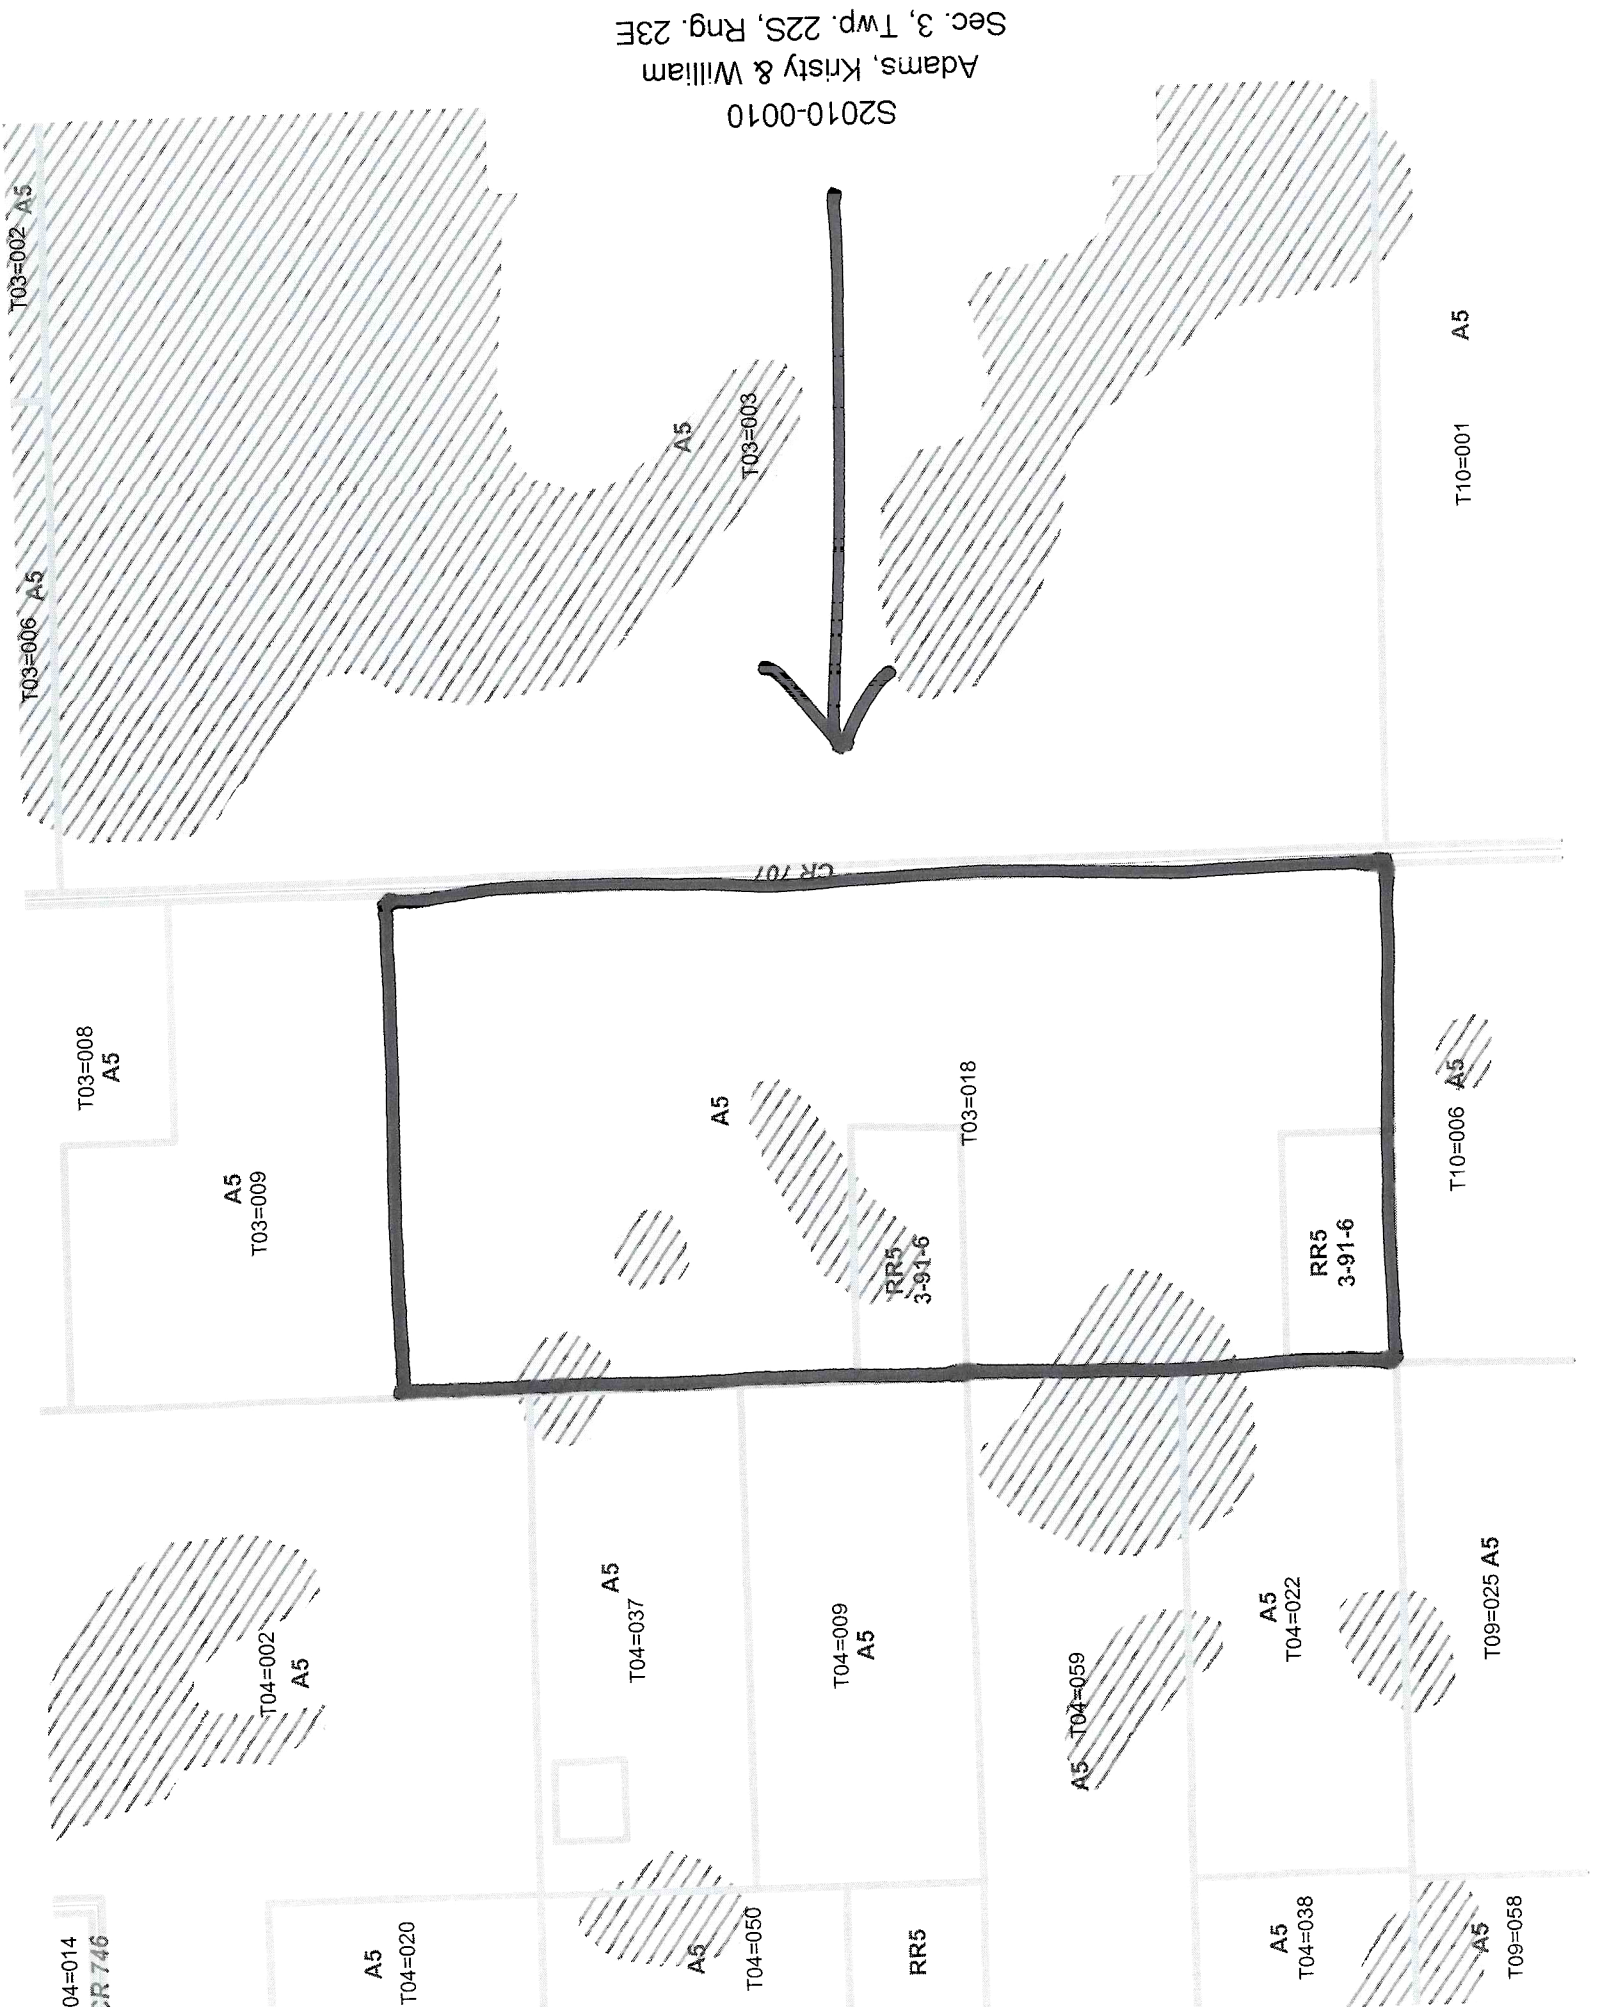 S2010-0010
Adams, Kristy & William
Sec. 3, Twp. 22S, Rng. 23E
T03=002 A5
T03=006 A5
A5
T03=003
A5
T10=001
CR 707
T03=008
A5
A5
T03=009
A5
T03=018
RR5
3-91-6
RR5
3-91-6
T10=006 A5
T04=002
A5
A5
T04=037
T04=009
A5
A5 T04=059
A5
T04=022
T09=025 A5
04=014
CR 746
A5
T04=020
A5
T04=050
RR5
A5
T04=038
A5
T09=058